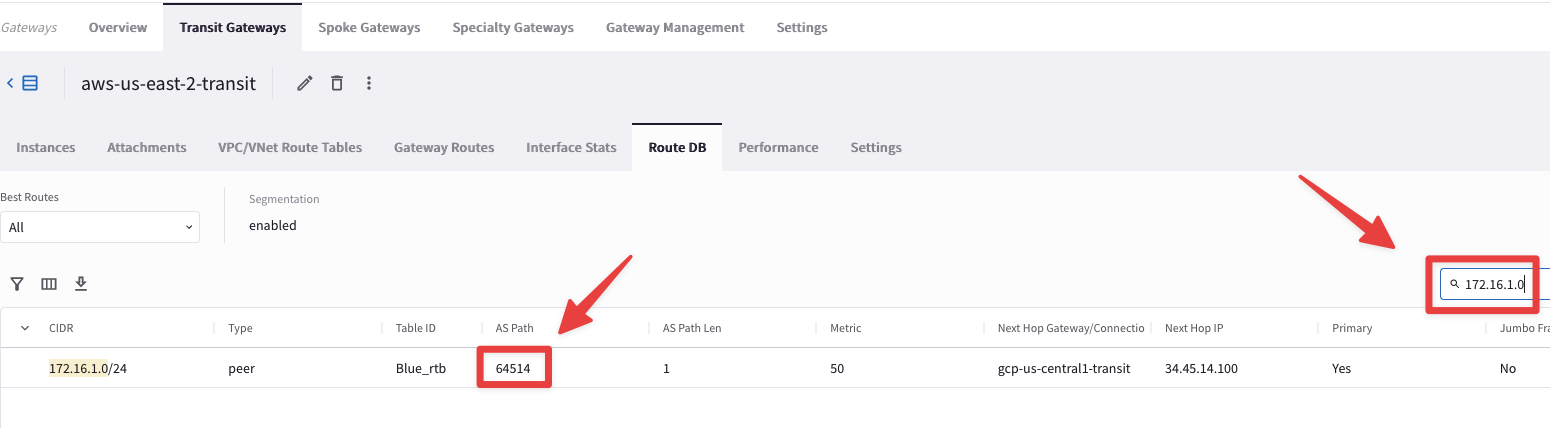 Gateways Overview Transit Gateways Spoke Gateways Specialty Gateways Gateway Management Settings
aws-us-east-2-transit
Instances Attachments VPC/VNet Route Tables Gateway Routes Interface Stats Route DB Performance Settings
Best Routes Segmentation
All enabled
172.16.1.0
CIDR Type Table ID AS Path AS Path Len Metric Next Hop Gateway/Connectio Next Hop IP Primary Jumbo Fra
172.16.1.0/24 peer Blue_rtb 64514 1 50 gcp-us-central1-transit 34.45.14.100 Yes No